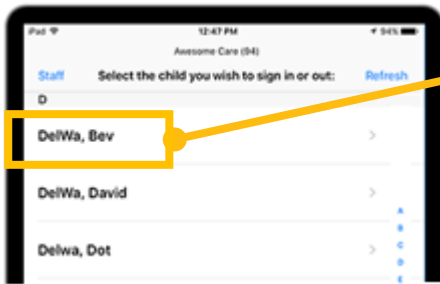 iPad 12:47 PM 94%
Awesome Care (94)
Staff Select the child you wish to sign in or out: Refresh
D
DelWa, Bev
DelWa, David
Delwa, Dot
A
B
C
D
E